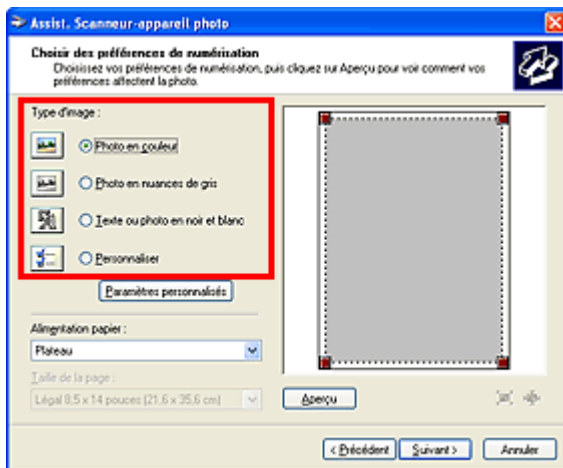 Assist. Scanneur-appareil photo
Choisir des préférences de numérisation
Choisissez vos préférences de numérisation, puis cliquez sur Aperçu pour voir comment vos
préférences affectent la photo.
Type d'image :
Photo en couleur
Photo en nuances de gris
Texte ou photo en noir et blanc
Personnaliser
Paramètres personnalisés
Alimentation papier :
Plateau
Taille de la page :
Légal 8,5 x 14 pouces (21,6 x 35,6 cm)
Aperçu
< Précédent
Suivant >
Annuler